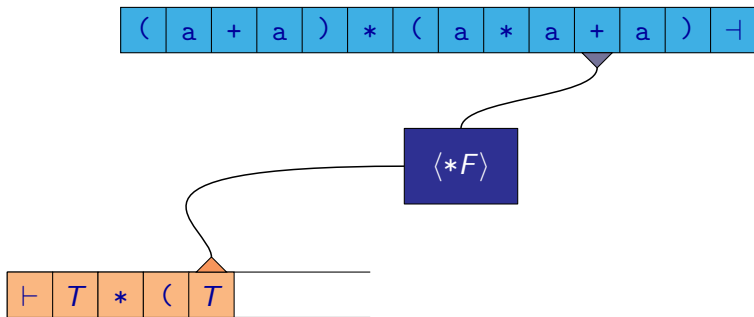 ( a + a ) * ( a * a + a ) ⊣
⟨*F⟩
⊢ T * ( T